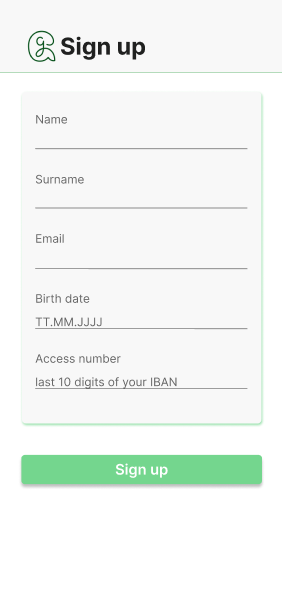 Sign up
Name
Surname
Email
Birth date
TT.MM.JJJJ
Access number
last 10 digits of your IBAN
Sign up